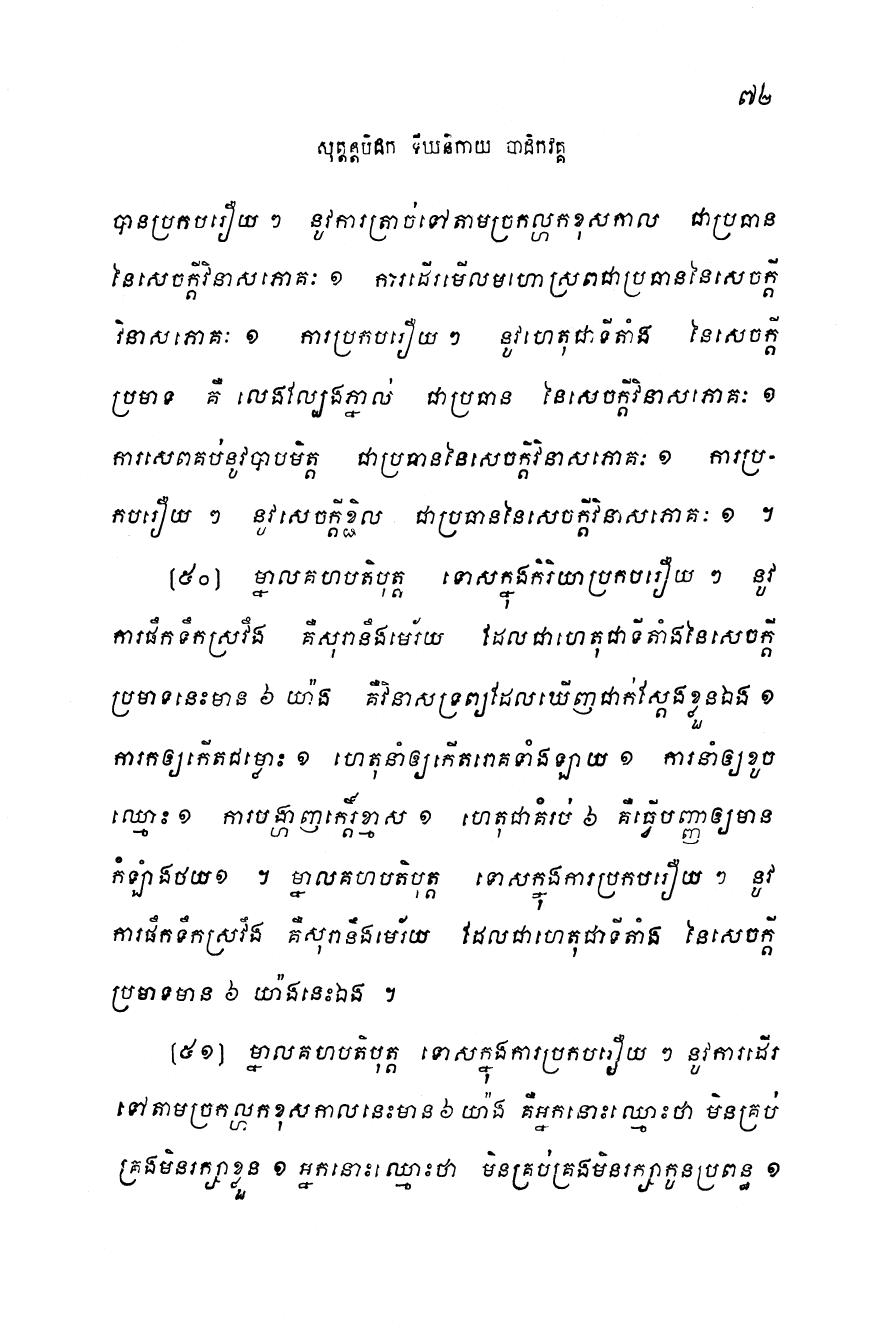 ៧២
សុត្តន្តបិដក ទីឃនិកាយ បាដិកវគ្គ
បានប្រកបរឿយ ៗ នូវការត្រាច់ទៅតាមច្រកល្ហកខុសកាល ជាប្រធាន
នៃសេចក្តីវិនាសភោគៈ ១ ការដើរមើលមហោស្រពជាប្រធាននៃសេចក្តី
វិនាសភោគៈ ១ ការប្រកបរឿយ ៗ នូវហេតុជាទីតាំង នៃសេចក្តី
ប្រមាទ គឺ លេងល្បែងភ្នាល់ ជាប្រធាន នៃសេចក្តីវិនាសភោគៈ ១
ការសេពគប់នូវបាបមិត្ត ជាប្រធាននៃសេចក្តីវិនាសភោគៈ ១ ការប្រ-
កបរឿយ ៗ នូវសេចក្តីខ្ជិល ជាប្រធាននៃសេចក្តីវិនាសភោគៈ ១ ។
(៥០) ម្នាលគហបតិបុត្ត ទោសក្នុងកិរិយាប្រកបរឿយ ៗ នូវ
ការផឹកទឹកស្រវឹង គឺសុរានឹងមេរ័យ ដែលជាហេតុជាទីតាំងនៃសេចក្តី
ប្រមាទនេះមាន ៦ យ៉ាង គឺវិនាសទ្រព្យដែលឃើញជាក់ស្តែងខ្លួនឯង ១
ការកឲ្យកើតជម្លោះ ១ ហេតុនាំឲ្យកើតរោគទាំងឡាយ ១ ការនាំឲ្យខូច
ឈ្មោះ ១ ការបង្ហាញកេរ្តិ៍ខ្មាស ១ ហេតុជាគំរប់ ៦ គឺធ្វើបញ្ញាឲ្យមាន
កំឡាំងថយ១ ។ ម្នាលគហបតិបុត្ត ទោសក្នុងការប្រកបរឿយ ៗ នូវ
ការផឹកទឹកស្រវឹង គឺសុរានឹងមេរ័យ ដែលជាហេតុជាទីតាំង នៃសេចក្តី
ប្រមាទមាន ៦ យ៉ាងនេះឯង ។
(៥១) ម្នាលគហបតិបុត្ត ទោសក្នុងការប្រកបរឿយ ៗ នូវការដើរ
ទៅតាមច្រកល្ហកខុសកាលនេះមាន៦យ៉ាង គឺអ្នកនោះឈ្មោះថា មិនគ្រប់
គ្រងមិនរក្សាខ្លួន ១ អ្នកនោះឈ្មោះថា មិនគ្រប់គ្រងមិនរក្សាកូនប្រពន្ធ ១